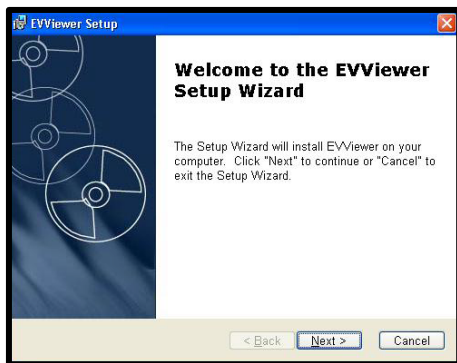 EVViewer Setup
Welcome to the EVViewer
Setup Wizard
The Setup Wizard will install EVViewer on your
computer. Click "Next" to continue or "Cancel" to
exit the Setup Wizard.
< Back Next > Cancel